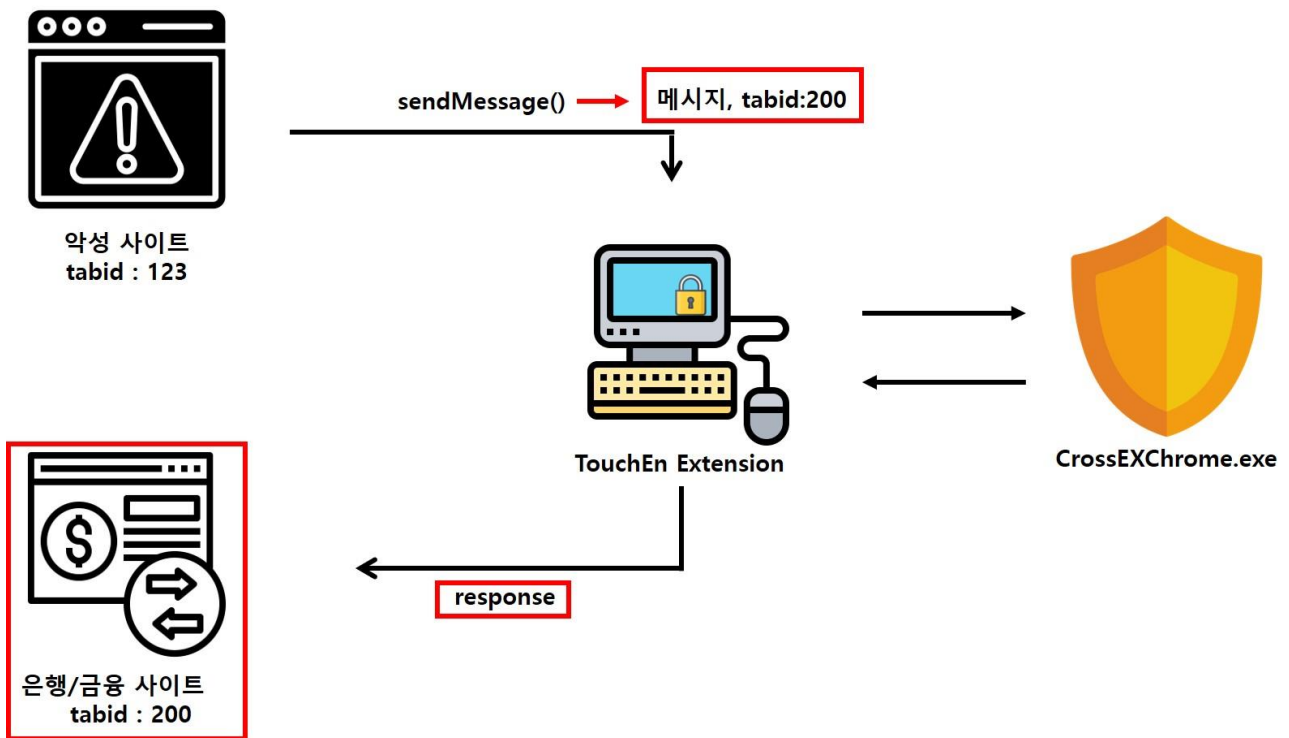 sendMessage()
메시지, tabid:200
악성 사이트
tabid : 123
TouchEn Extension
CrossEXChrome.exe
response
은행/금융 사이트
tabid : 200